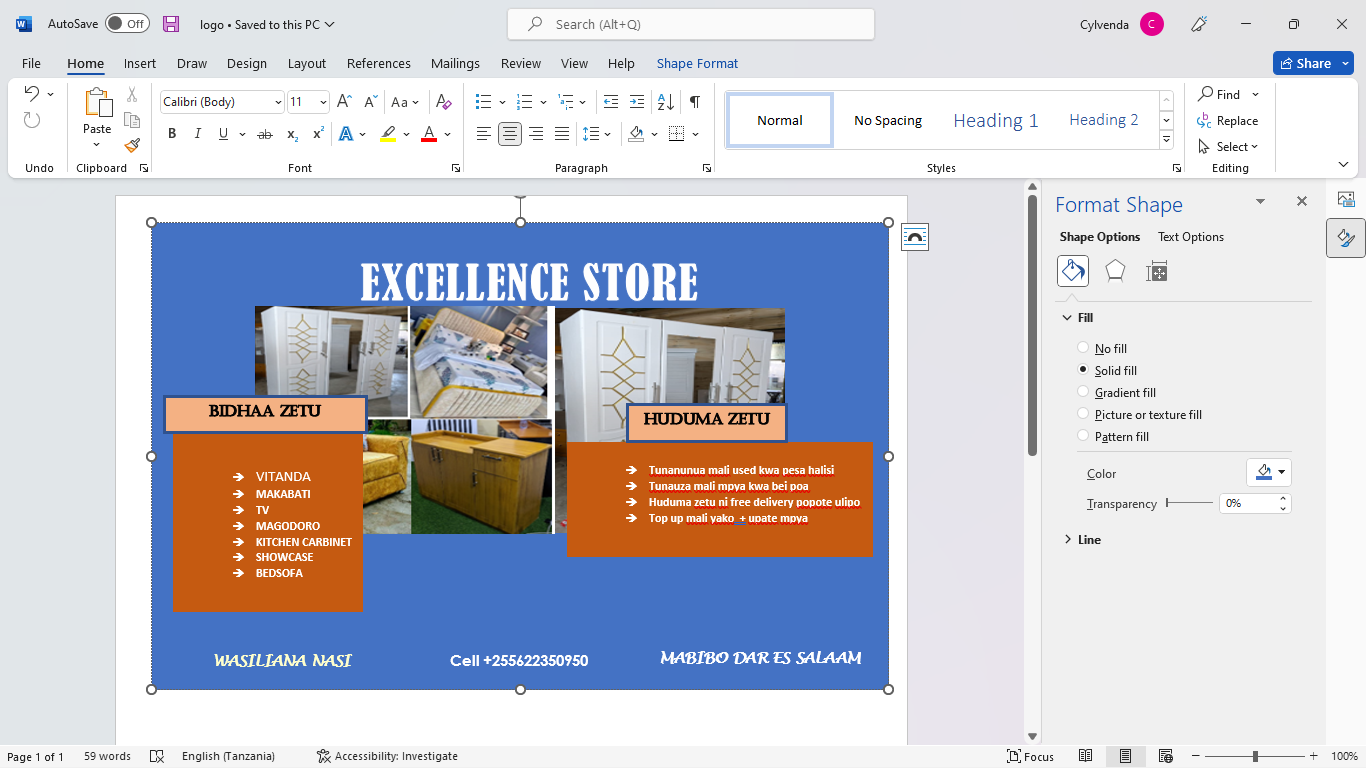 AutoSave Off logo • Saved to this PC Search (Alt+Q) Cylvenda C
File Home Insert Draw Design Layout References Mailings Review View Help Shape Format Share
Calibri (Body) 11 Aa
Paste
B I U ab x₂ x² A A
Normal No Spacing Heading 1 Heading 2
Find
Replace
Select
Undo Clipboard Font Paragraph Styles Editing
EXCELLENCE STORE
BIDHAA ZETU
VITANDA
MAKABATI
TV
MAGODORO
KITCHEN CARBINET
SHOWCASE
BEDSOFA
HUDUMA ZETU
Tunanunua mali used kwa pesa halisi
Tunauza mali mpya kwa bei poa
Huduma zetu ni free delivery popote ulipo
Top up mali yako + upate mpya
WASILIANA NASI
Cell +255622350950
MABIBO DAR ES SALAAM
Format Shape
Shape Options Text Options
Fill
No fill
Solid fill
Gradient fill
Picture or texture fill
Pattern fill
Color
Transparency 0%
Line
Page 1 of 1 59 words English (Tanzania) Accessibility: Investigate Focus 100%